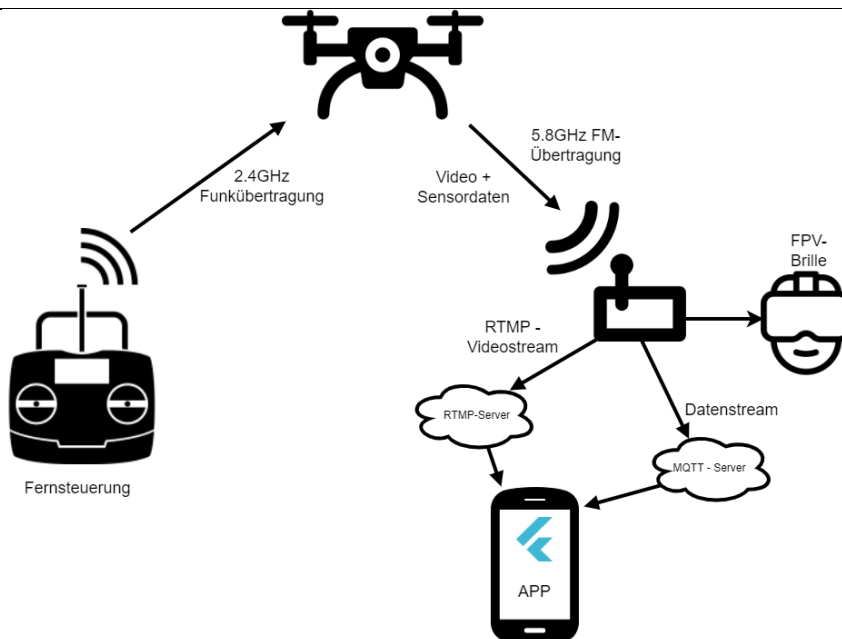 5.8GHz FM-
Übertragung
2.4GHz
Funkübertragung
Video +
Sensordaten
FPV-
Brille
RTMP -
Videostream
RTMP-Server
Datenstream
MQTT - Server
Fernsteuerung
APP